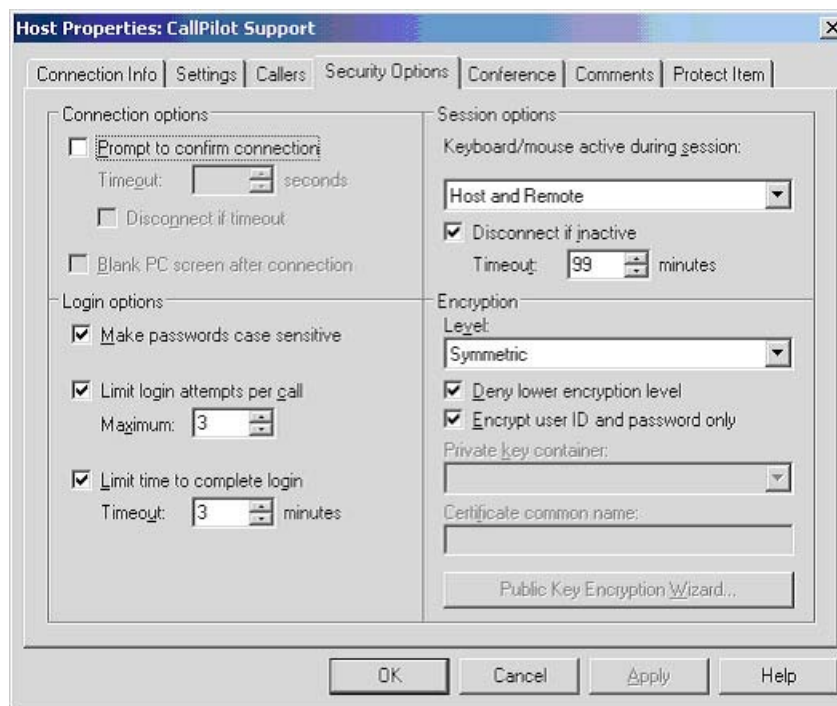 Host Properties: CallPilot Support
Connection Info Settings Callers Security Options Conference Comments Protect Item
Connection options
Prompt to confirm connection
Timeout: seconds
Disconnect if timeout
Blank PC screen after connection
Login options
Make passwords case sensitive
Limit login attempts per call
Maximum: 3
Limit time to complete login
Timeout: 3 minutes
Session options
Keyboard/mouse active during session:
Host and Remote
Disconnect if inactive
Timeout: 99 minutes
Encryption
Level:
Symmetric
Deny lower encryption level
Encrypt user ID and password only
Private key container:
Certificate common name:
Public Key Encryption Wizard...
OK Cancel Apply Help